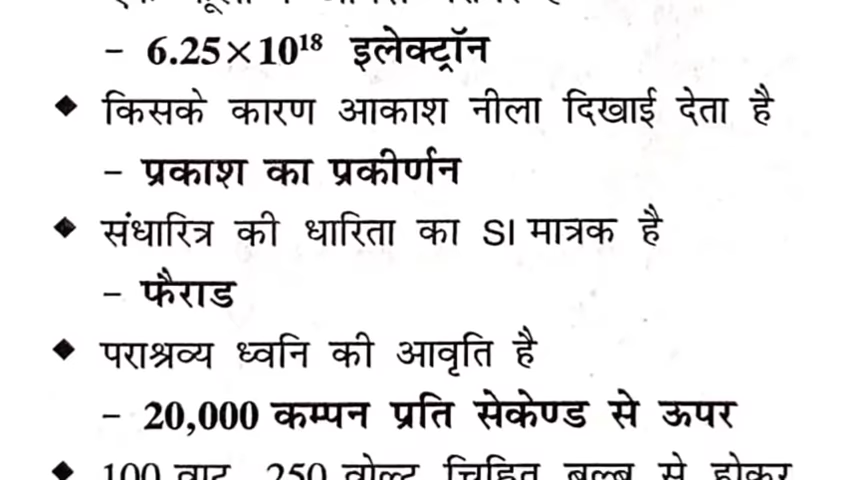 - 6.25×10¹⁸ इलेक्ट्रॉन
◆ किसके कारण आकाश नीला दिखाई देता है
- प्रकाश का प्रकीर्णन
◆ संधारित्र की धारिता का SI मात्रक है
- फैराड
◆ पराश्रव्य ध्वनि की आवृति है
- 20,000 कम्पन प्रति सेकेण्ड से ऊपर
◆ 100 वाट, 250 वोल्ट चिह्नित बल्ब से होकर